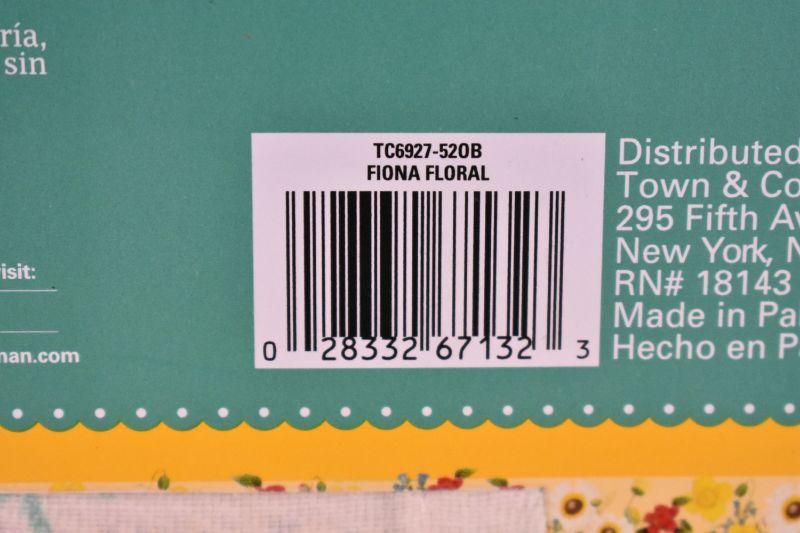 ría,
sin
TC6927-520B
FIONA FLORAL
0 28332 67132 3
Distributed
Town & Co
295 Fifth Av
New York, N
RN# 18143
Made in Pa
Hecho en P
isit:
nan.com